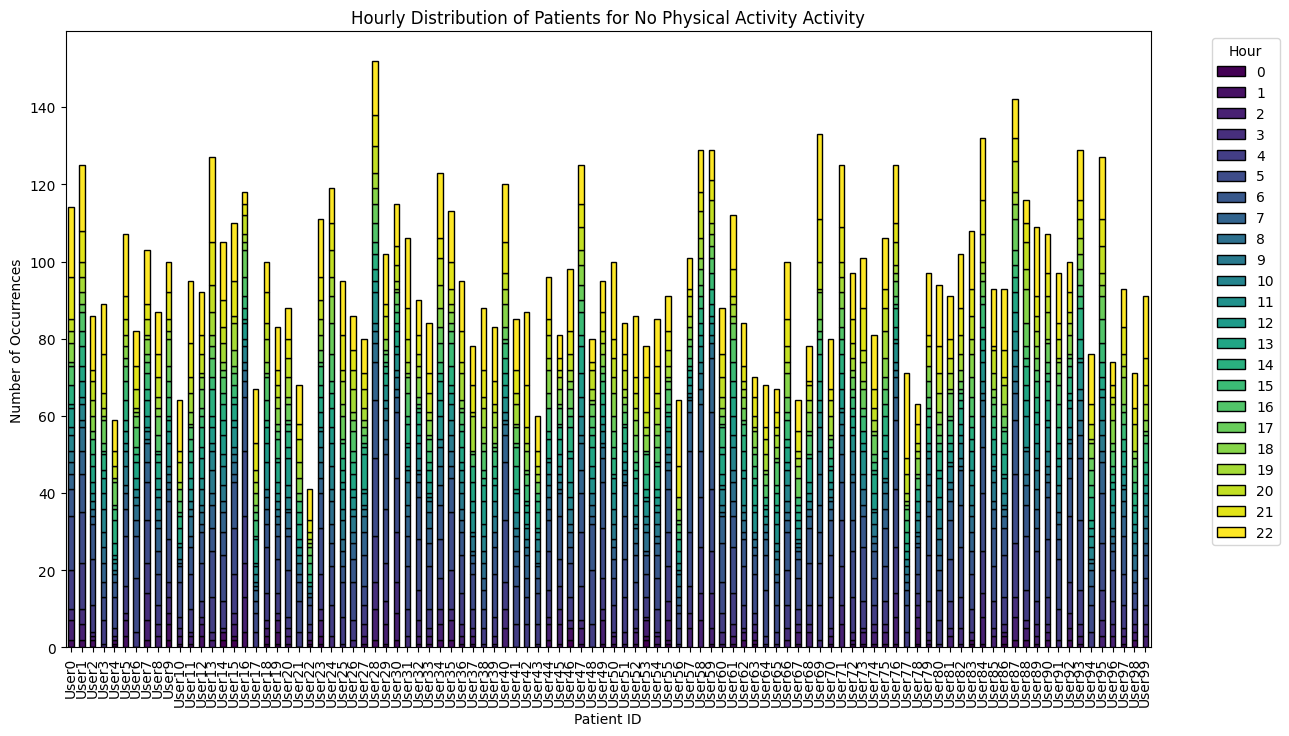 Hourly Distribution of Patients for No Physical Activity Activity
Number of Occurrences
140
120
100
80
60
40
20
0
User0
User1
User2
User3
User4
User5
User6
User7
User8
User9
User10
User11
User12
User13
User14
User15
User16
User17
User18
User19
User20
User21
User22
User23
User24
User25
User26
User27
User28
User29
User30
User31
User32
User33
User34
User35
User36
User37
User38
User39
User40
User41
User42
User43
User44
User45
User46
User47
User48
User49
User50
User51
User52
User53
User54
User55
User56
User57
User58
User59
User60
User61
User62
User63
User64
User65
User66
User67
User68
User69
User70
User71
User72
User73
User74
User75
User76
User77
User78
User79
User80
User81
User82
User83
User84
User85
User86
User87
User88
User89
User90
User91
User92
User93
User94
User95
User96
User97
User98
User99
Patient ID
Hour
0
1
2
3
4
5
6
7
8
9
10
11
12
13
14
15
16
17
18
19
20
21
22